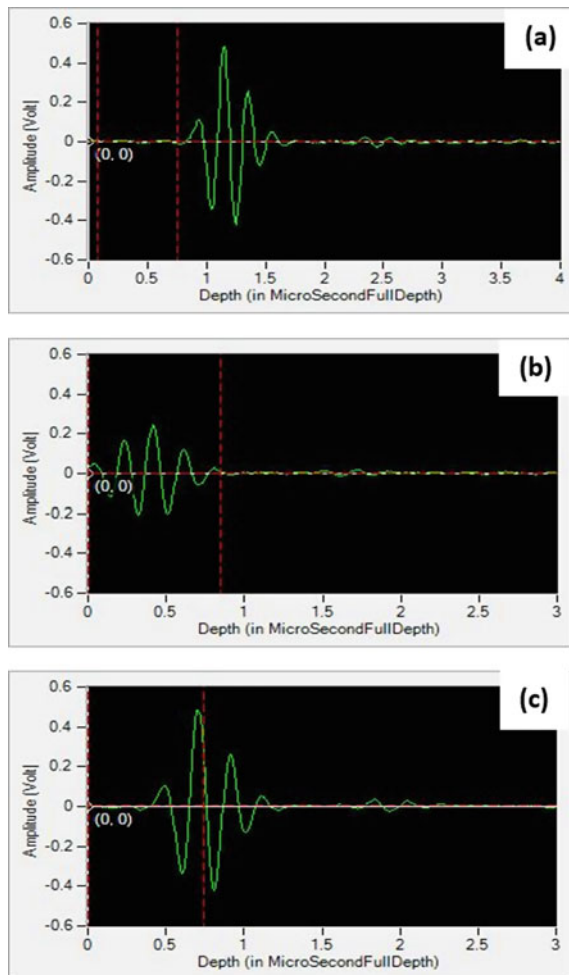 (a)
0.6
0.4
0.2
0
-0.2
-0.4
-0.6
Amplitude [Volt]
(0, 0)
0 0.5 1 1.5 2 2.5 3 3.5 4
Depth (in MicroSecondFullDepth)
(b)
0.6
0.4
0.2
0
-0.2
-0.4
-0.6
Amplitude [Volt]
(0, 0)
0 0.5 1 1.5 2 2.5 3
Depth (in MicroSecondFullDepth)
(c)
0.6
0.4
0.2
0
-0.2
-0.4
-0.6
Amplitude [Volt]
(0, 0)
0 0.5 1 1.5 2 2.5 3
Depth (in MicroSecondFullDepth)